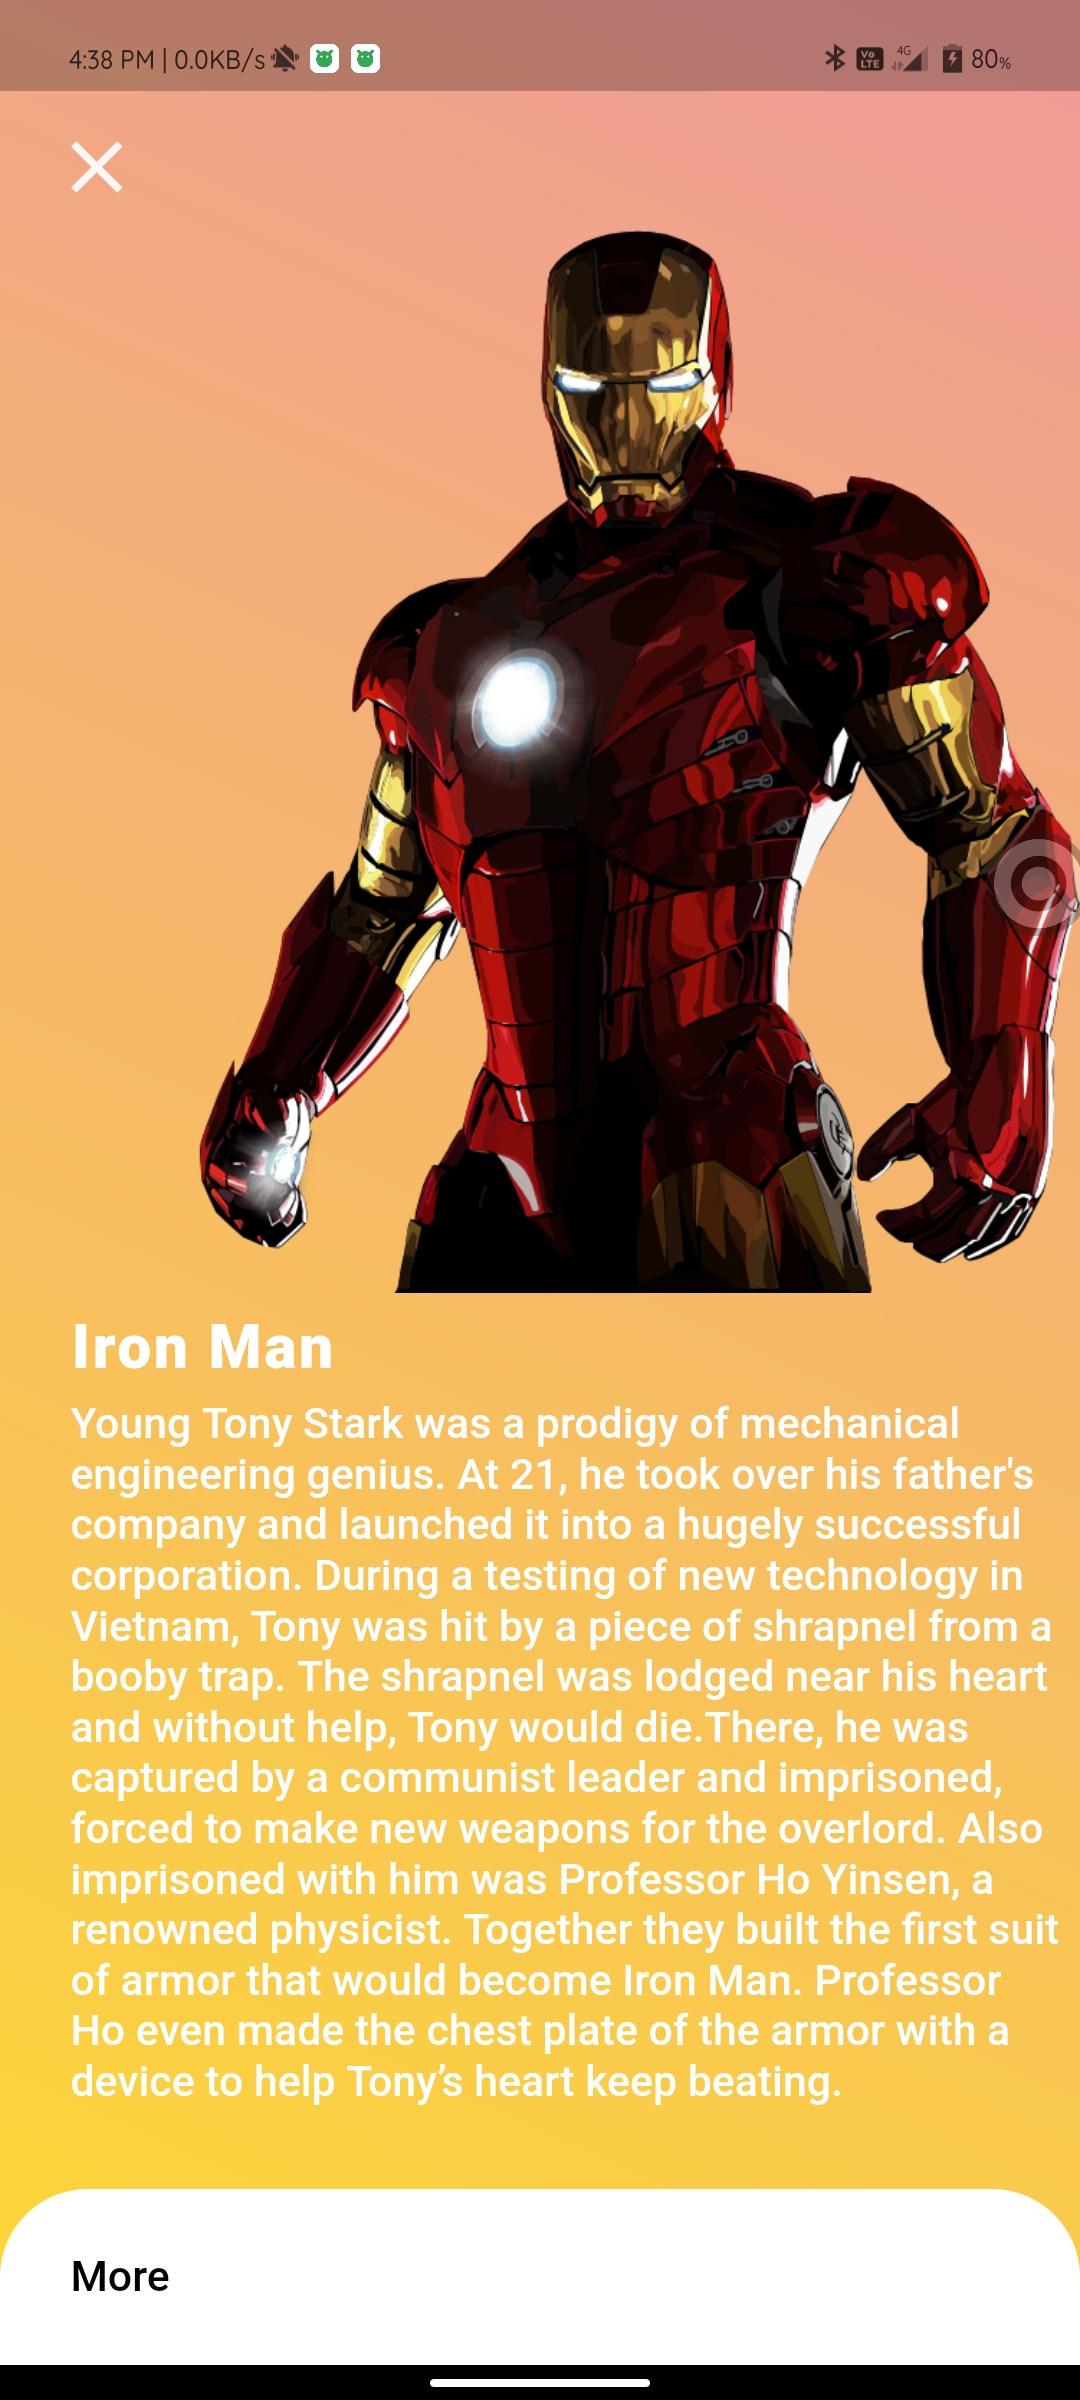 4:38 PM | 0.0KB/s
Vo LTE 4G 80%
Iron Man
Young Tony Stark was a prodigy of mechanical
engineering genius. At 21, he took over his father's
company and launched it into a hugely successful
corporation. During a testing of new technology in
Vietnam, Tony was hit by a piece of shrapnel from a
booby trap. The shrapnel was lodged near his heart
and without help, Tony would die.There, he was
captured by a communist leader and imprisoned,
forced to make new weapons for the overlord. Also
imprisoned with him was Professor Ho Yinsen, a
renowned physicist. Together they built the first suit
of armor that would become Iron Man. Professor
Ho even made the chest plate of the armor with a
device to help Tony’s heart keep beating.
More